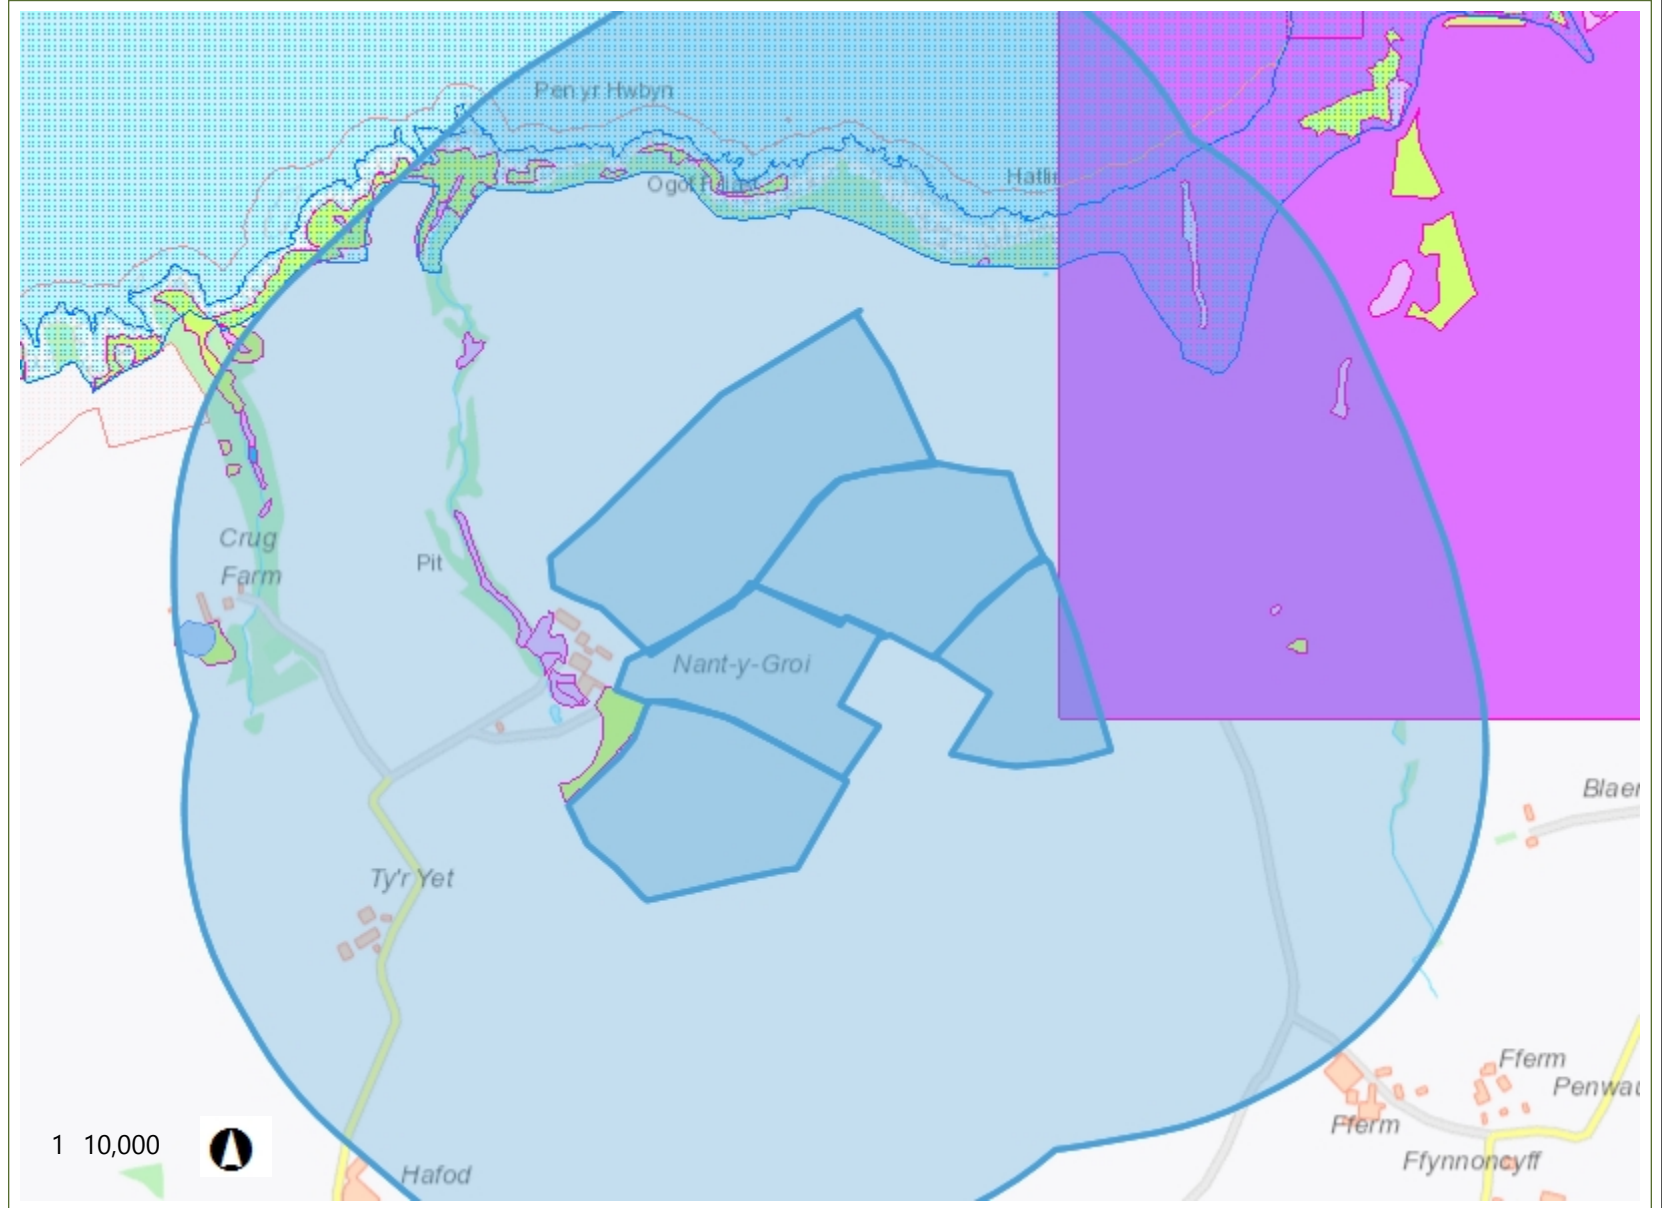 Pen yr Hwbyn
Crug
Farm
Pit
Nant-y-Groi
Ty'r Yet
Fferm
Fferm
Ffynnoncyff
Hafod
1 10,000